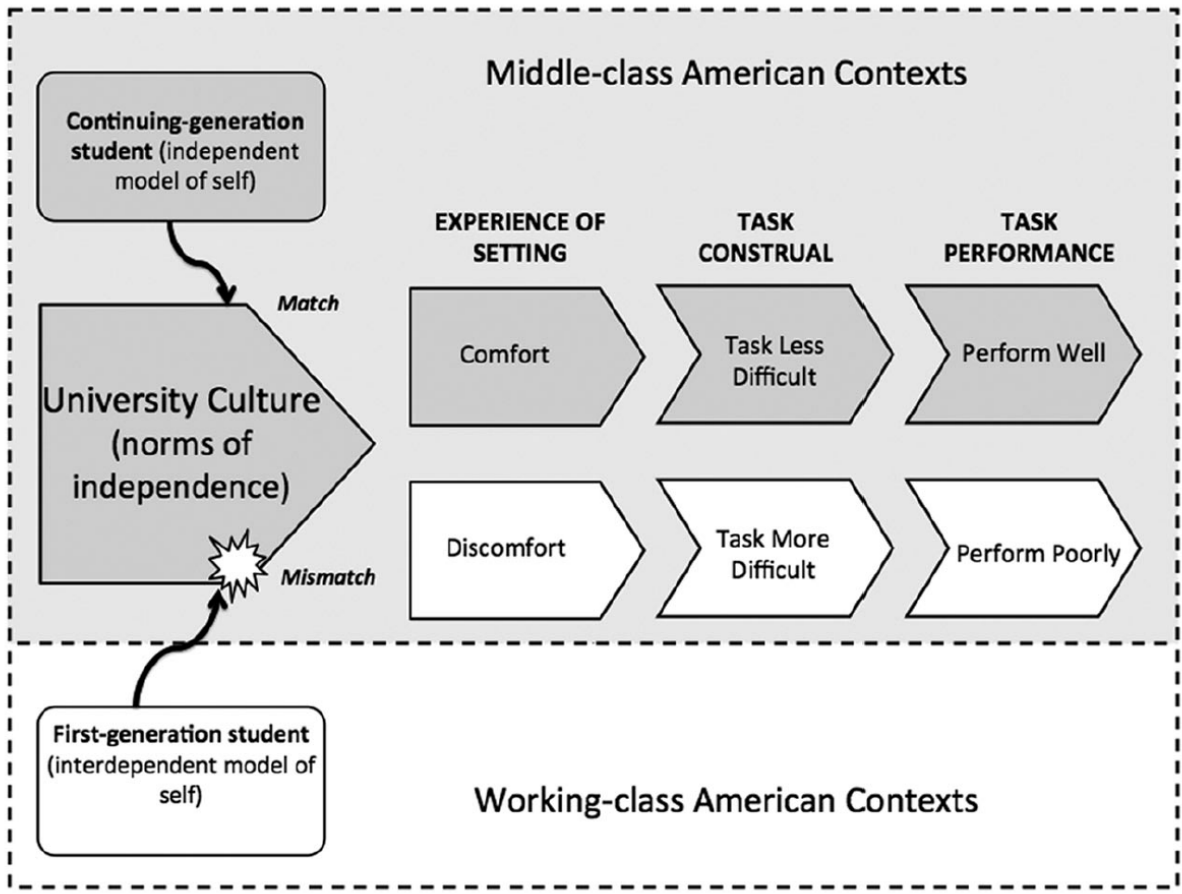 Middle-class American Contexts
Continuing-generation
student (independent
model of self)
EXPERIENCE OF
SETTING
TASK
CONSTRUAL
TASK
PERFORMANCE
Match
University Culture
(norms of
independence)
Mismatch
Comfort
Task Less
Difficult
Perform Well
Discomfort
Task More
Difficult
Perform Poorly
First-generation student
(interdependent model of
self)
Working-class American Contexts